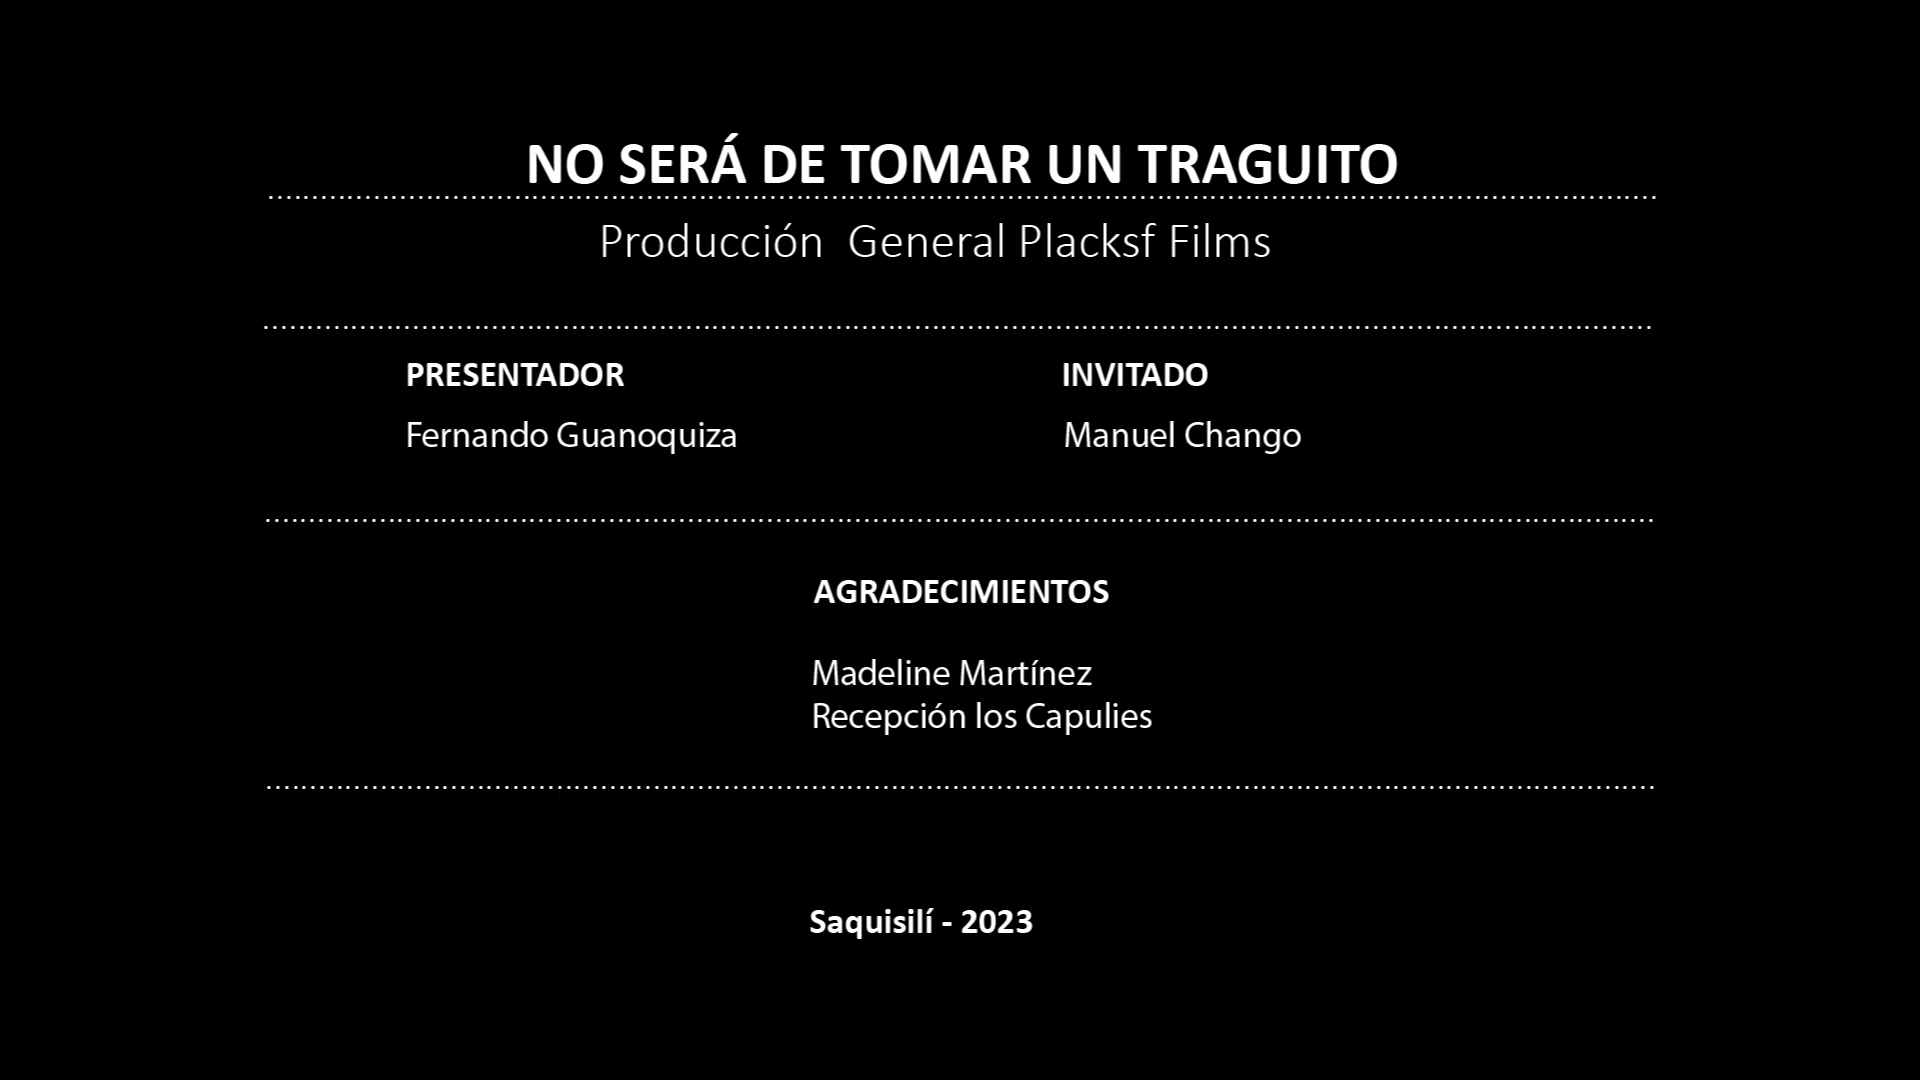 NO SERÁ DE TOMAR UN TRAGUITO
Producción General Placksf Films
PRESENTADOR
Fernando Guanoquiza
INVITADO
Manuel Chango
AGRADECIMIENTOS
Madeline Martínez
Recepción los Capulies
Saquisilí - 2023